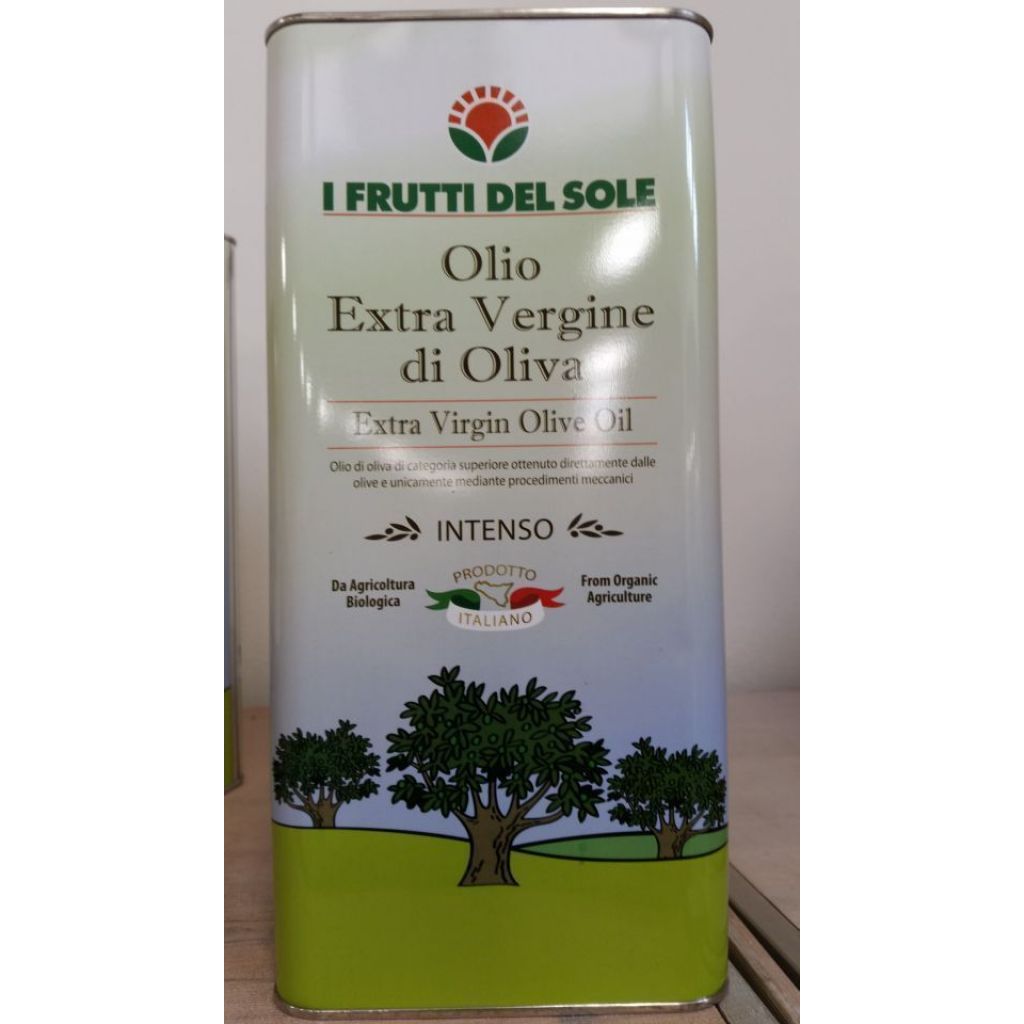 I FRUTTI DEL SOLE
Olio
Extra Vergine
di Oliva
Extra Virgin Olive Oil
Olio di oliva di categoria superiore ottenuto direttamente dalle
olive e unicamente mediante procedimenti meccanici
INTENSO
Da Agricoltura
Biologica
PRODOTTO
ITALIANO
From Organic
Agriculture